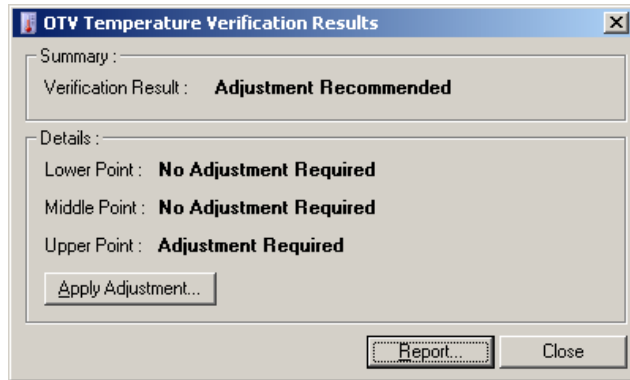 OTV Temperature Verification Results
Summary :
Verification Result : Adjustment Recommended
Details :
Lower Point : No Adjustment Required
Middle Point : No Adjustment Required
Upper Point : Adjustment Required
Apply Adjustment...
Report... Close